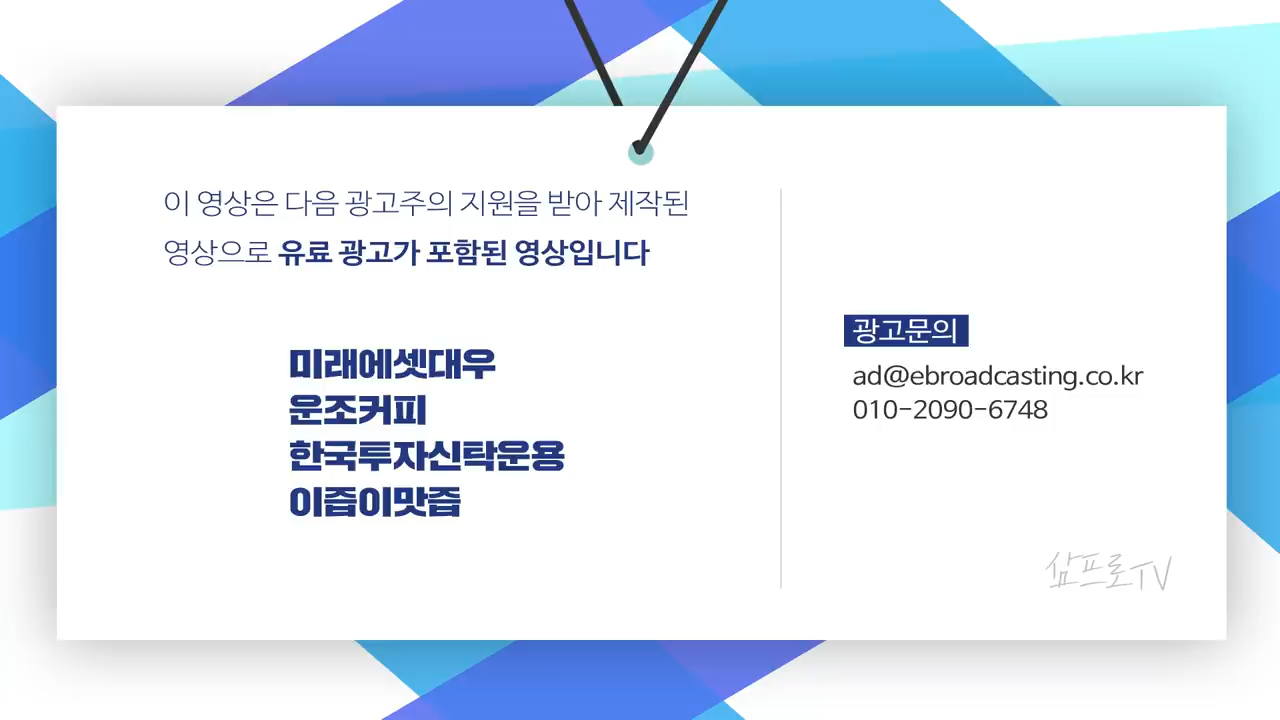 이 영상은 다음 광고주의 지원을 받아 제작된
영상으로 유료 광고가 포함된 영상입니다
미래에셋대우
운조커피
한국투자신탁운용
이즙이맛즙
광고문의
ad@ebroadcasting.co.kr
010-2090-6748
삼프로TV